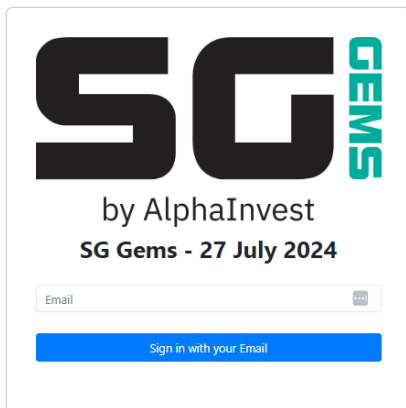 SG GEMS
by AlphaInvest
SG Gems - 27 July 2024
Email
Sign in with your Email